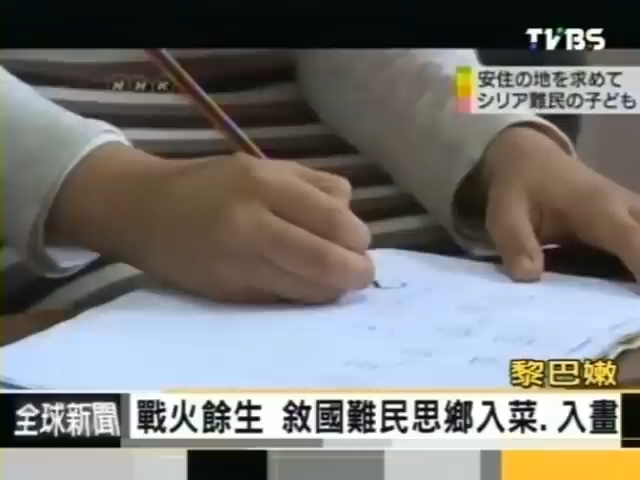 TVBS
NHK
安住の地を求めて
シリア難民の子ども
黎巴嫩
全球新聞
戰火餘生 敘國難民思鄉入菜.入畫